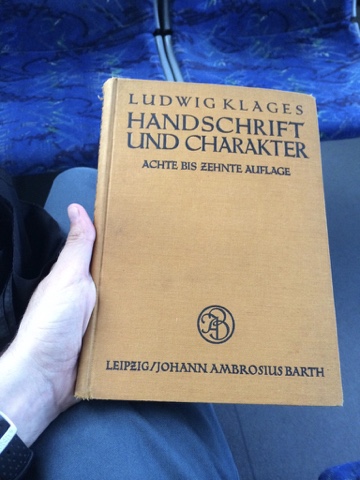 LUDWIG KLAGES
HANDSCHRIFT
UND CHARAKTER
ACHTE BIS ZEHNTE AUFLAGE
LEIPZIG/JOHANN AMBROSIUS BARTH